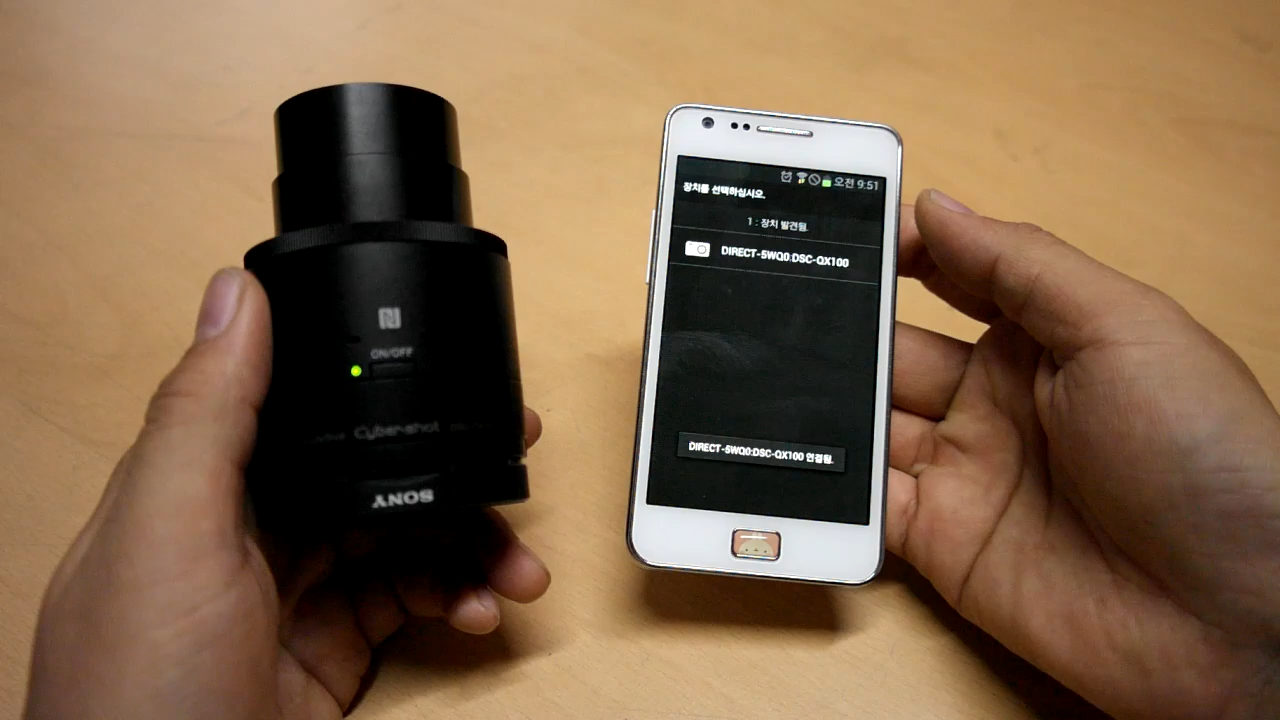 ON/OFF
Cyber-shot
SONY
오전 9:51
장치를 선택하십시오.
1 : 장치 발견됨.
DIRECT-5WQ0:DSC-QX100
DIRECT-5WQ0:DSC-QX100 연결됨.